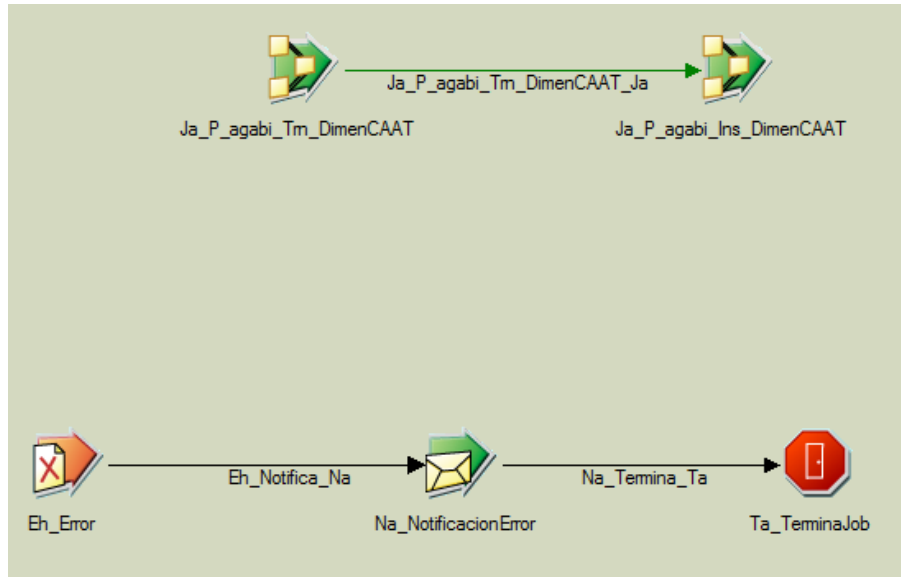 Ja_P_agabi_Trn_DimenCAAT_Ja
Ja_P_agabi_Trn_DimenCAAT
Ja_P_agabi_Ins_DimenCAAT
Eh_Notifica_Na
Na_Termina_Ta
Eh_Error
Na_NotificacionError
Ta_TerminaJob